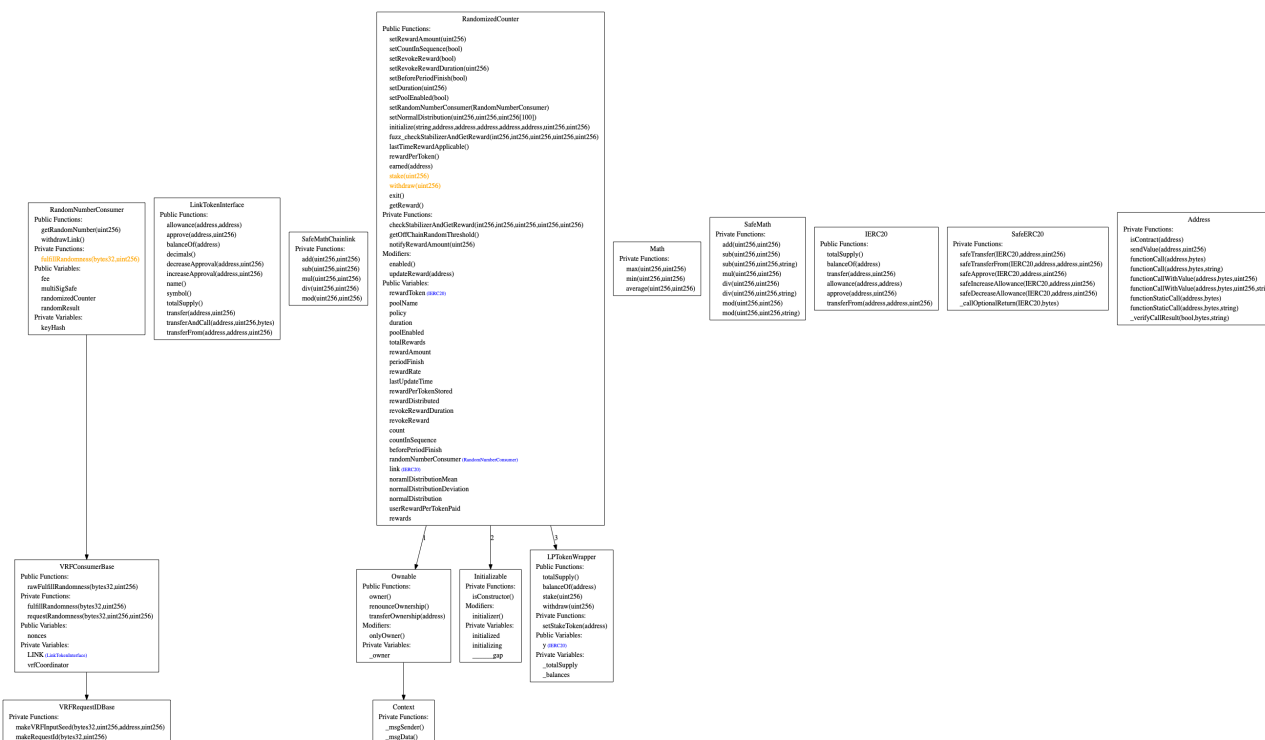 RandomizedCounter
Public Functions:
setRewardAmount(uint256)
setCountInSequence(bool)
setRevokeReward(bool)
setRevokeRewardDuration(uint256)
setBeforePeriodFinish(bool)
setDuration(uint256)
setPoolEnabled(bool)
setRandomNumberConsumer(RandomNumberConsumer)
setNormalDistribution(uint256,uint256,uint256[100])
initialize(string,address,address,address,address,address,uint256,uint256)
fuzz_checkStabilizerAndGetReward(int256,int256,uint256,uint256,uint256,uint256)
lastTimeRewardApplicable()
rewardPerToken()
earned(address)
stake(uint256)
withdraw(uint256)
exit()
getReward()
Private Functions:
checkStabilizerAndGetReward(int256,int256,uint256,uint256,uint256,uint256)
getOffChainRandomThreshold()
notifyRewardAmount(uint256)
Modifiers:
enabled()
updateReward(address)
Public Variables:
rewardToken (IERC20)
poolName
policy
duration
poolEnabled
totalRewards
rewardAmount
periodFinish
rewardRate
lastUpdateTime
rewardPerTokenStored
rewardDistributed
revokeRewardDuration
revokeReward
count
countInSequence
beforePeriodFinish
randomNumberConsumer (RandomNumberConsumer)
link (IERC20)
noramlDistributionMean
normalDistributionDeviation
normalDistribution
userRewardPerTokenPaid
rewards
RandomNumberConsumer
Public Functions:
getRandomNumber(uint256)
withdrawLink()
Private Functions:
fulfillRandomness(bytes32,uint256)
Public Variables:
fee
multiSigSafe
randomizedCounter
randomResult
Private Variables:
keyHash
LinkTokenInterface
Public Functions:
allowance(address,address)
approve(address,uint256)
balanceOf(address)
decimals()
decreaseApproval(address,uint256)
increaseApproval(address,uint256)
name()
symbol()
totalSupply()
transfer(address,uint256)
transferAndCall(address,uint256,bytes)
transferFrom(address,address,uint256)
SafeMathChainlink
Private Functions:
add(uint256,uint256)
sub(uint256,uint256)
mul(uint256,uint256)
div(uint256,uint256)
mod(uint256,uint256)
Math
Private Functions:
max(uint256,uint256)
min(uint256,uint256)
average(uint256,uint256)
SafeMath
Private Functions:
add(uint256,uint256)
sub(uint256,uint256)
sub(uint256,uint256,string)
mul(uint256,uint256)
div(uint256,uint256)
div(uint256,uint256,string)
mod(uint256,uint256)
mod(uint256,uint256,string)
IERC20
Public Functions:
totalSupply()
balanceOf(address)
transfer(address,uint256)
allowance(address,address)
approve(address,uint256)
transferFrom(address,address,uint256)
SafeERC20
Private Functions:
safeTransfer(IERC20,address,uint256)
safeTransferFrom(IERC20,address,address,uint256)
safeApprove(IERC20,address,uint256)
safeIncreaseAllowance(IERC20,address,uint256)
safeDecreaseAllowance(IERC20,address,uint256)
_callOptionalReturn(IERC20,bytes)
Address
Private Functions:
isContract(address)
sendValue(address,uint256)
functionCall(address,bytes)
functionCall(address,bytes,string)
functionCallWithValue(address,bytes,uint256)
functionCallWithValue(address,bytes,uint256,stri
functionStaticCall(address,bytes)
functionStaticCall(address,bytes,string)
_verifyCallResult(bool,bytes,string)
1
2
3
VRFConsumerBase
Public Functions:
rawFulfillRandomness(bytes32,uint256)
Private Functions:
fulfillRandomness(bytes32,uint256)
requestRandomness(bytes32,uint256,uint256)
Public Variables:
nonces
Private Variables:
LINK (LinkTokenInterface)
vrfCoordinator
Ownable
Public Functions:
owner()
renounceOwnership()
transferOwnership(address)
Modifiers:
onlyOwner()
Private Variables:
_owner
Initializable
Private Functions:
isConstructor()
Modifiers:
initializer()
Private Variables:
initialized
initializing
______gap
LPTokenWrapper
Public Functions:
totalSupply()
balanceOf(address)
stake(uint256)
withdraw(uint256)
Private Functions:
setStakeToken(address)
Public Variables:
y (IERC20)
Private Variables:
_totalSupply
_balances
VRFRequestIDBase
Private Functions:
makeVRFInputSeed(bytes32,uint256,address,uint256)
makeRequestId(bytes32,uint256)
Context
Private Functions:
_msgSender()
_msgData()